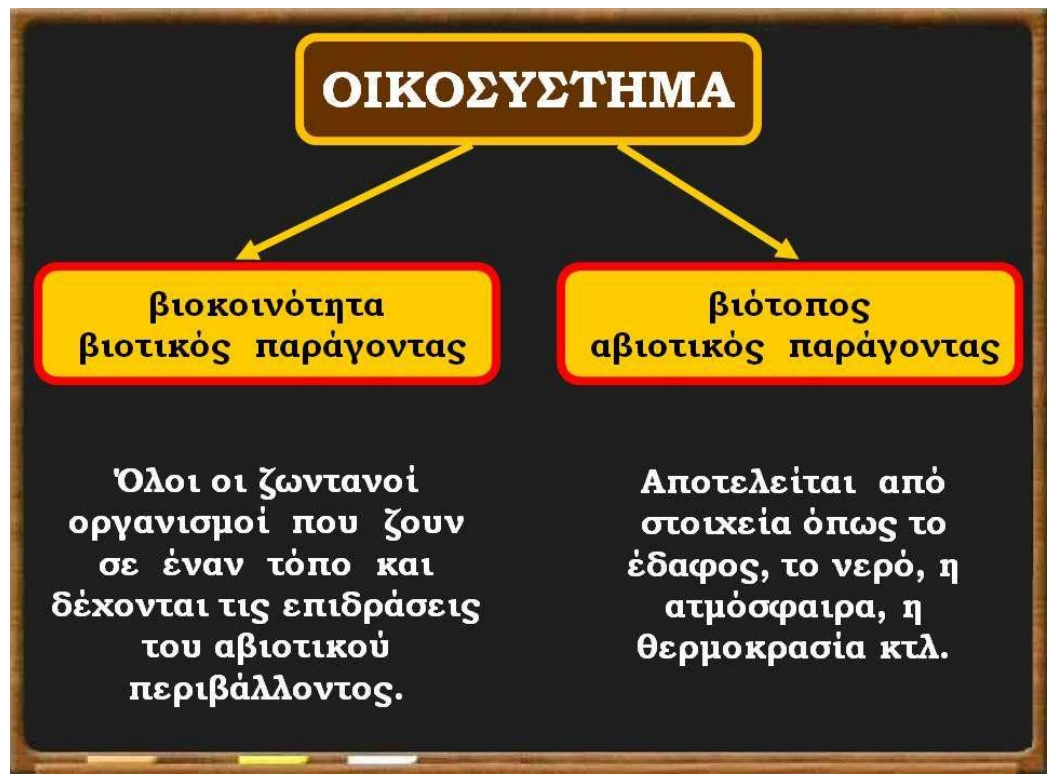 ΟΙΚΟΣΥΣΤΗΜΑ
βιοκοινότητα
βιοτικός παράγοντας
βιότοπος
αβιοτικός παράγοντας
Όλοι οι ζωντανοί
οργανισμοί που ζουν
σε έναν τόπο και
δέχονται τις επιδράσεις
του αβιοτικού
περιβάλλοντος.
Αποτελείται από
στοιχεία όπως το
έδαφος, το νερό, η
ατμόσφαιρα, η
θερμοκρασία κτλ.